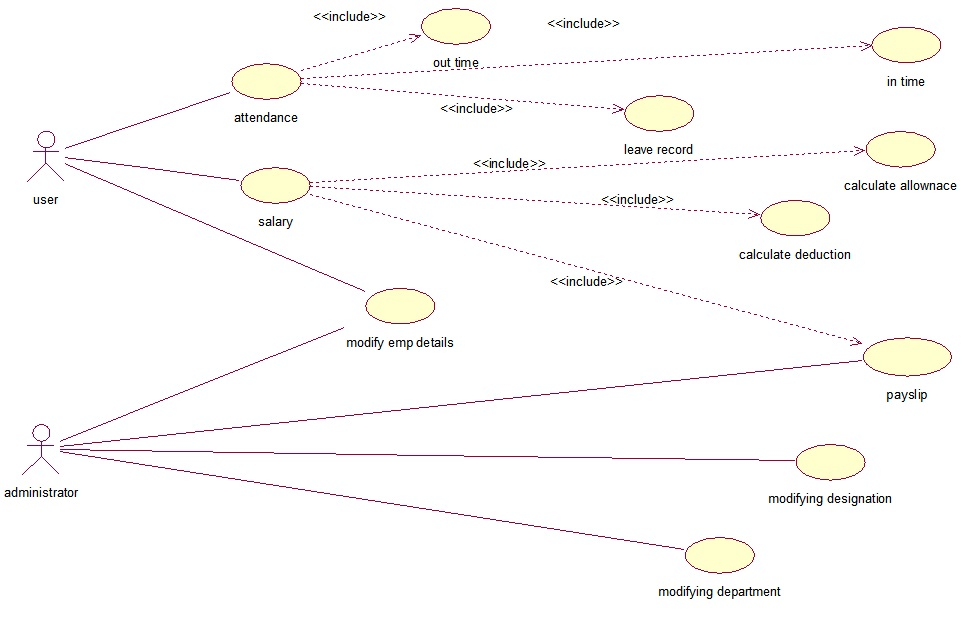 <<include>>
<<include>>
out time
in time
attendance
<<include>>
leave record
<<include>>
calculate allownace
user
salary
<<include>>
calculate deduction
<<include>>
modify emp details
payslip
administrator
modifying designation
modifying department